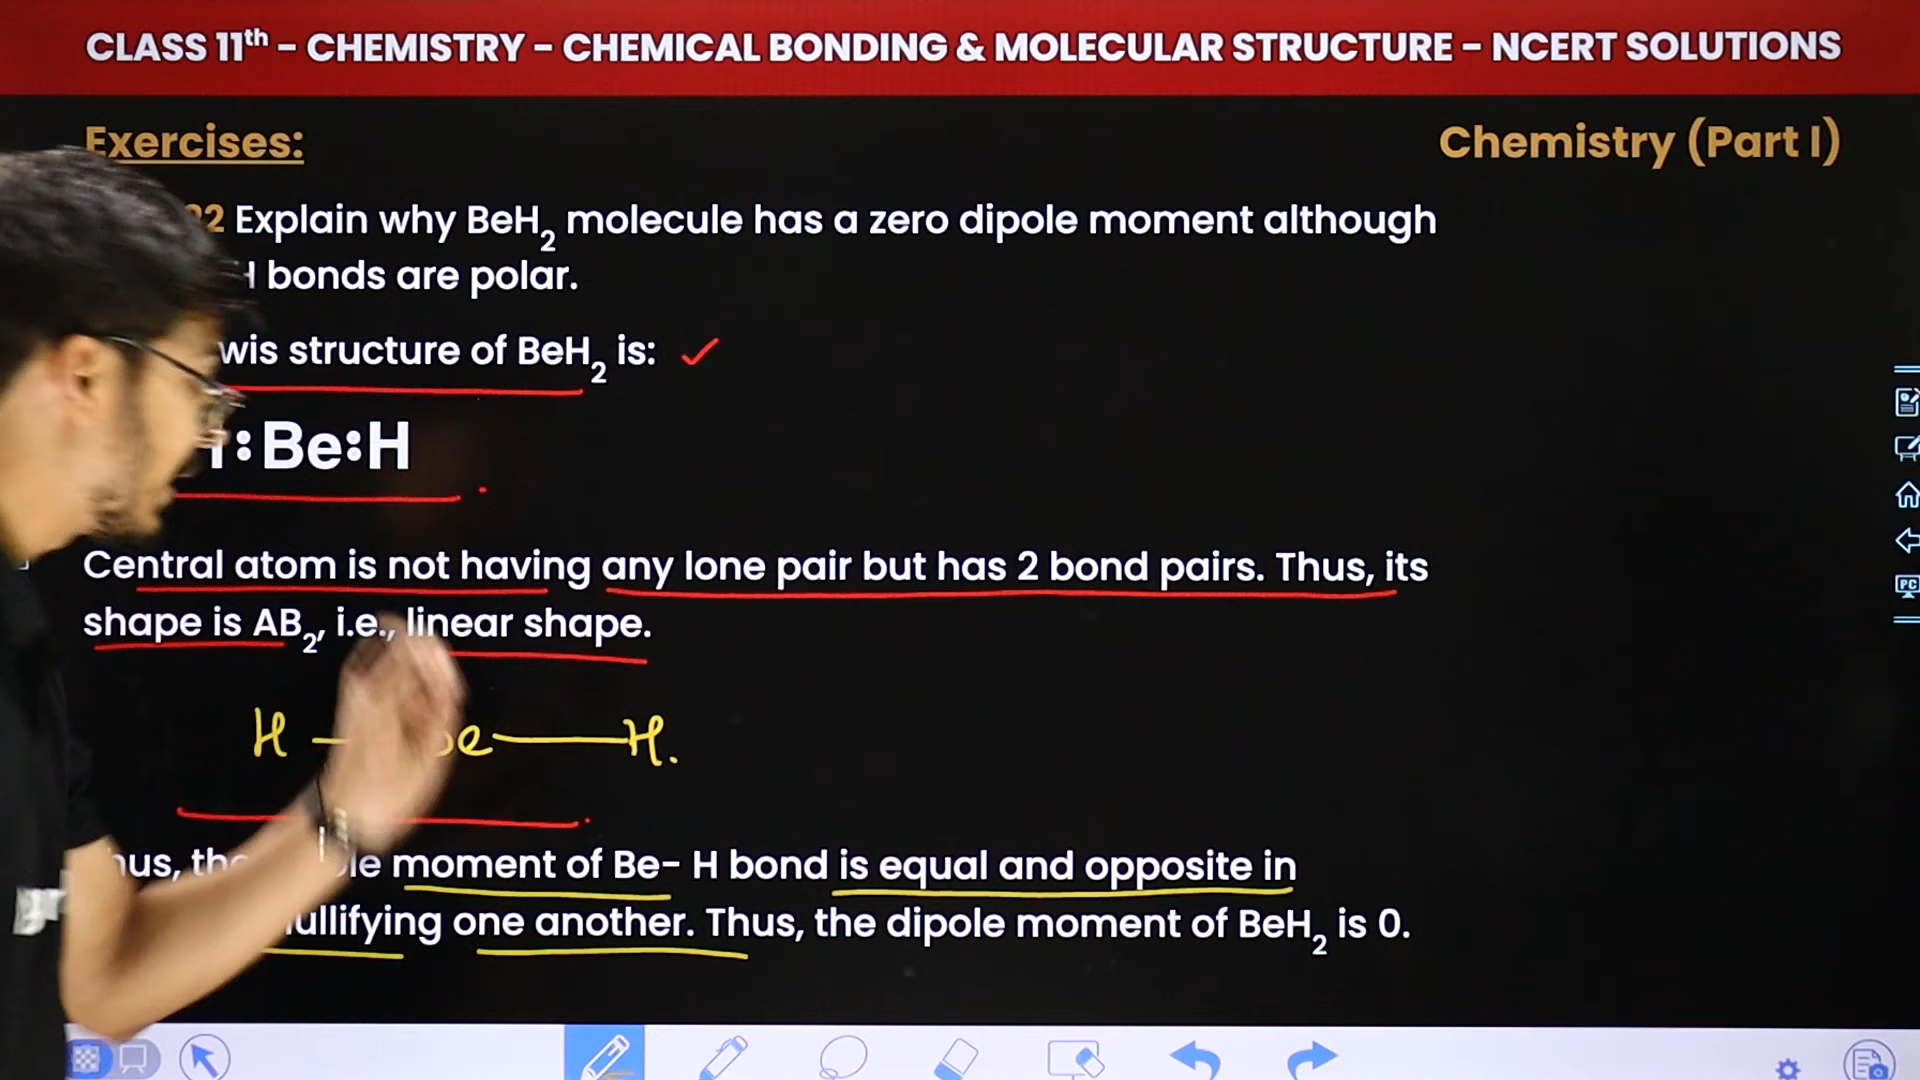 CLASS 11th – CHEMISTRY – CHEMICAL BONDING & MOLECULAR STRUCTURE – NCERT SOLUTIONS
Exercises:
Chemistry (Part I)
22 Explain why BeH2 molecule has a zero dipole moment although
H bonds are polar.
structure of BeH2 is:
:Be:H
Central atom is not having any lone pair but has 2 bond pairs. Thus, its
shape is AB2, i.e., linear shape.
H — Be — H.
moment of Be– H bond is equal and opposite in
one another. Thus, the dipole moment of BeH2 is 0.
PC